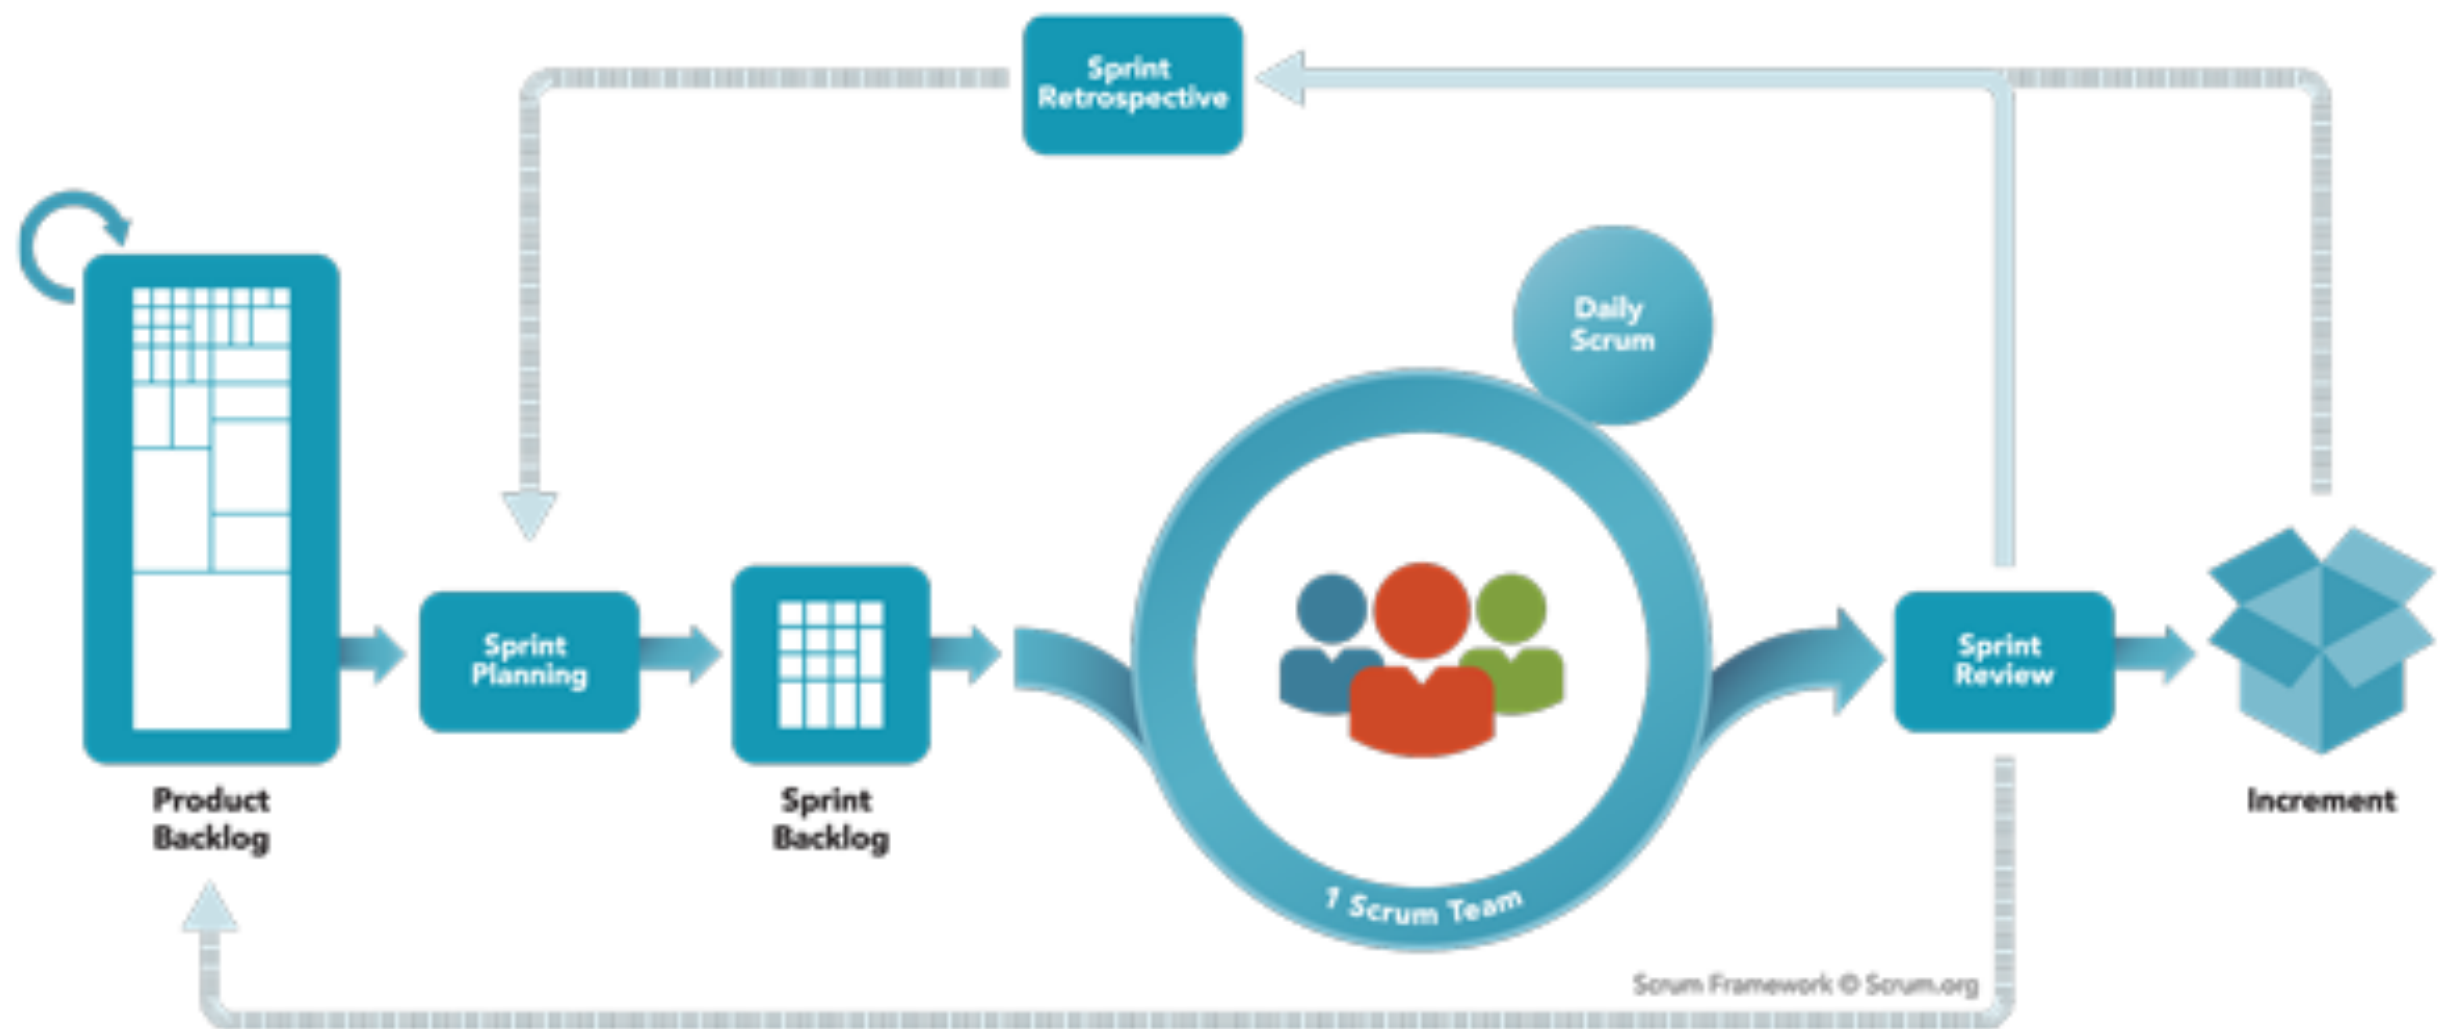 Sprint
Retrospective
Daily
Scrum
Sprint
Planning
Sprint
Review
Product
Backlog
Sprint
Backlog
Increment
1 Scrum Team
Scrum Framework © Scrum.org